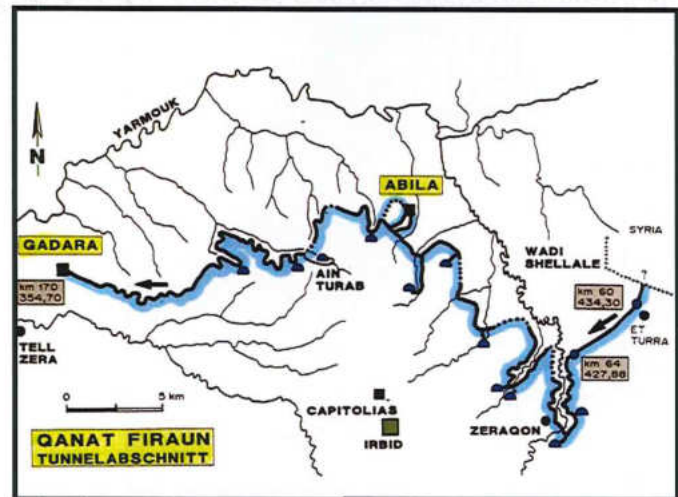 YARMOUK
N
ABILA
GADARA
km 170
354,70
AIN
TURAB
WADI
SHELLALE
SYRIA
km 60
434,30
ET
TURRA
km 64
427,88
TELL
ZERA
0 5 km
CAPITOLIAS
IRBID
ZERAQON
QANAT FIRAUN
TUNNELABSCHNITT